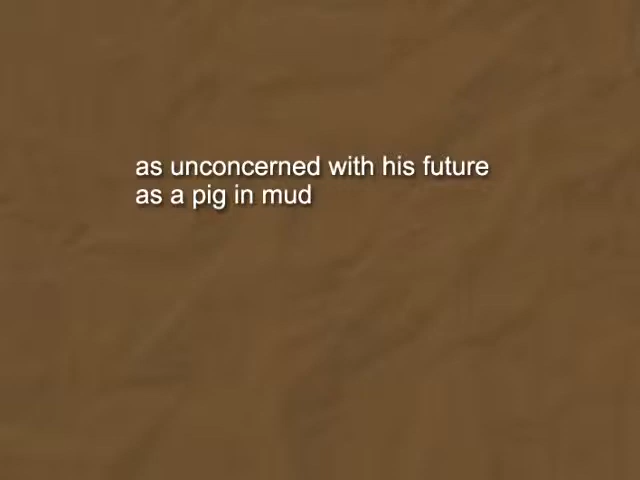 as unconcerned with his future
as a pig in mud